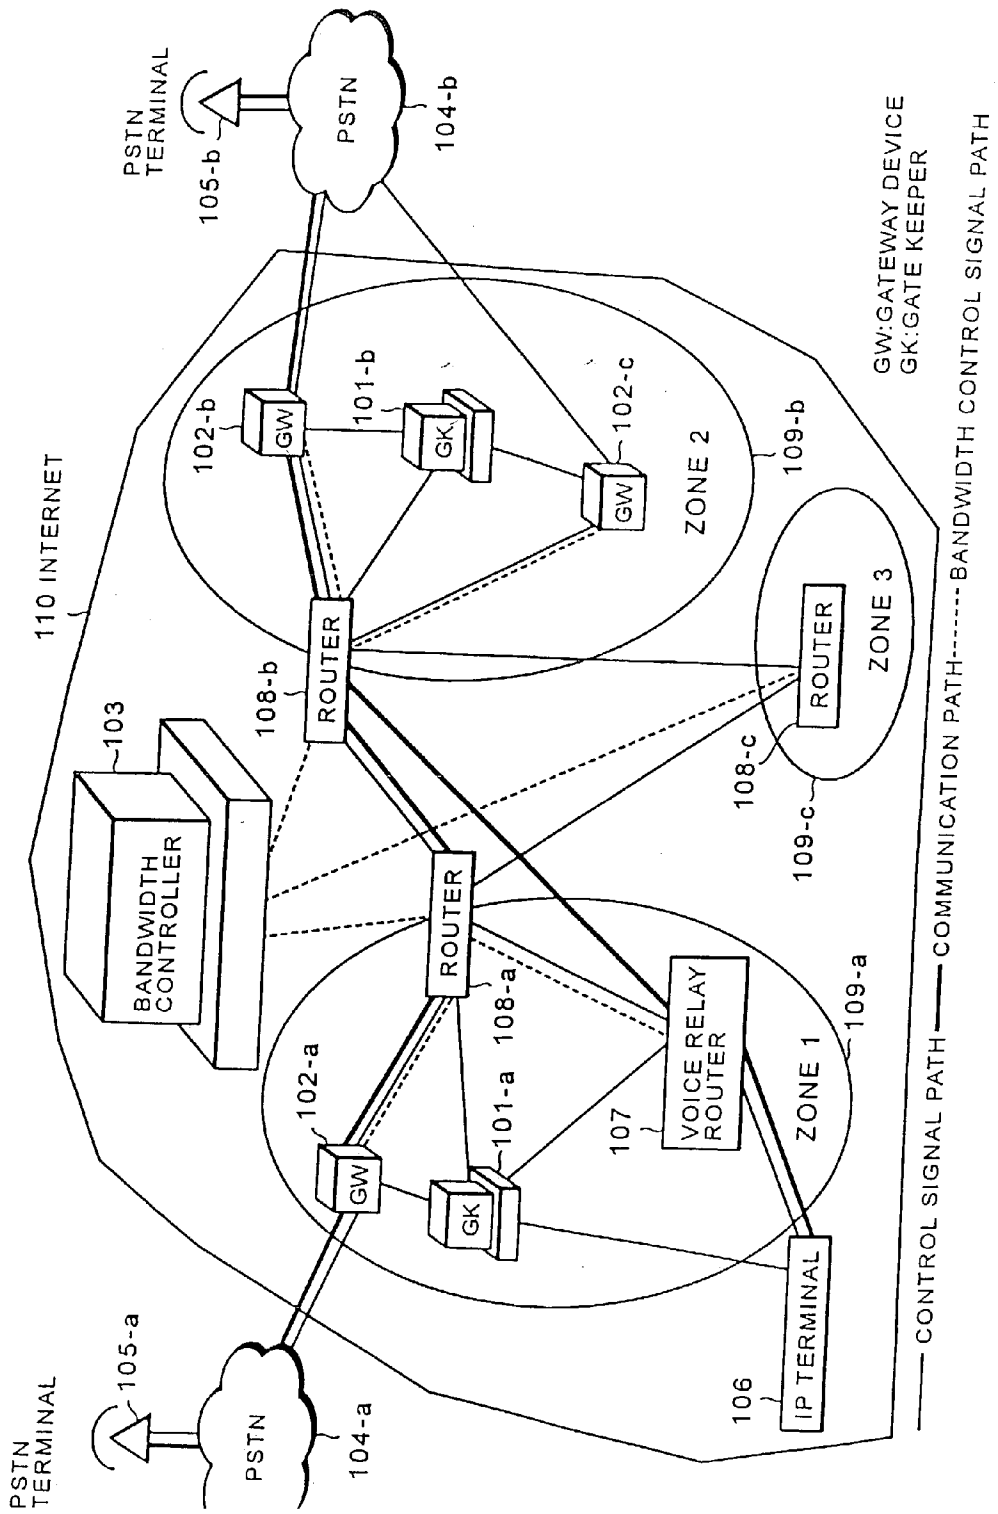 PSTN
TERMINAL
105-a
PSTN
104-a
110 INTERNET
BANDWIDTH
CONTROLLER
103
PSTN
TERMINAL
105-b
PSTN
104-b
102-a
GW
GK
101-a
ROUTER
108-a
108-b
ROUTER
102-b
GW
101-b
GK
102-c
GW
ZONE 2
109-b
106
IP TERMINAL
107
VOICE RELAY
ROUTER
ZONE 1
109-a
108-c
109-c
ROUTER
ZONE 3
GW:GATEWAY DEVICE
GK:GATE KEEPER
CONTROL SIGNAL PATH COMMUNICATION PATH BANDWIDTH CONTROL SIGNAL PATH